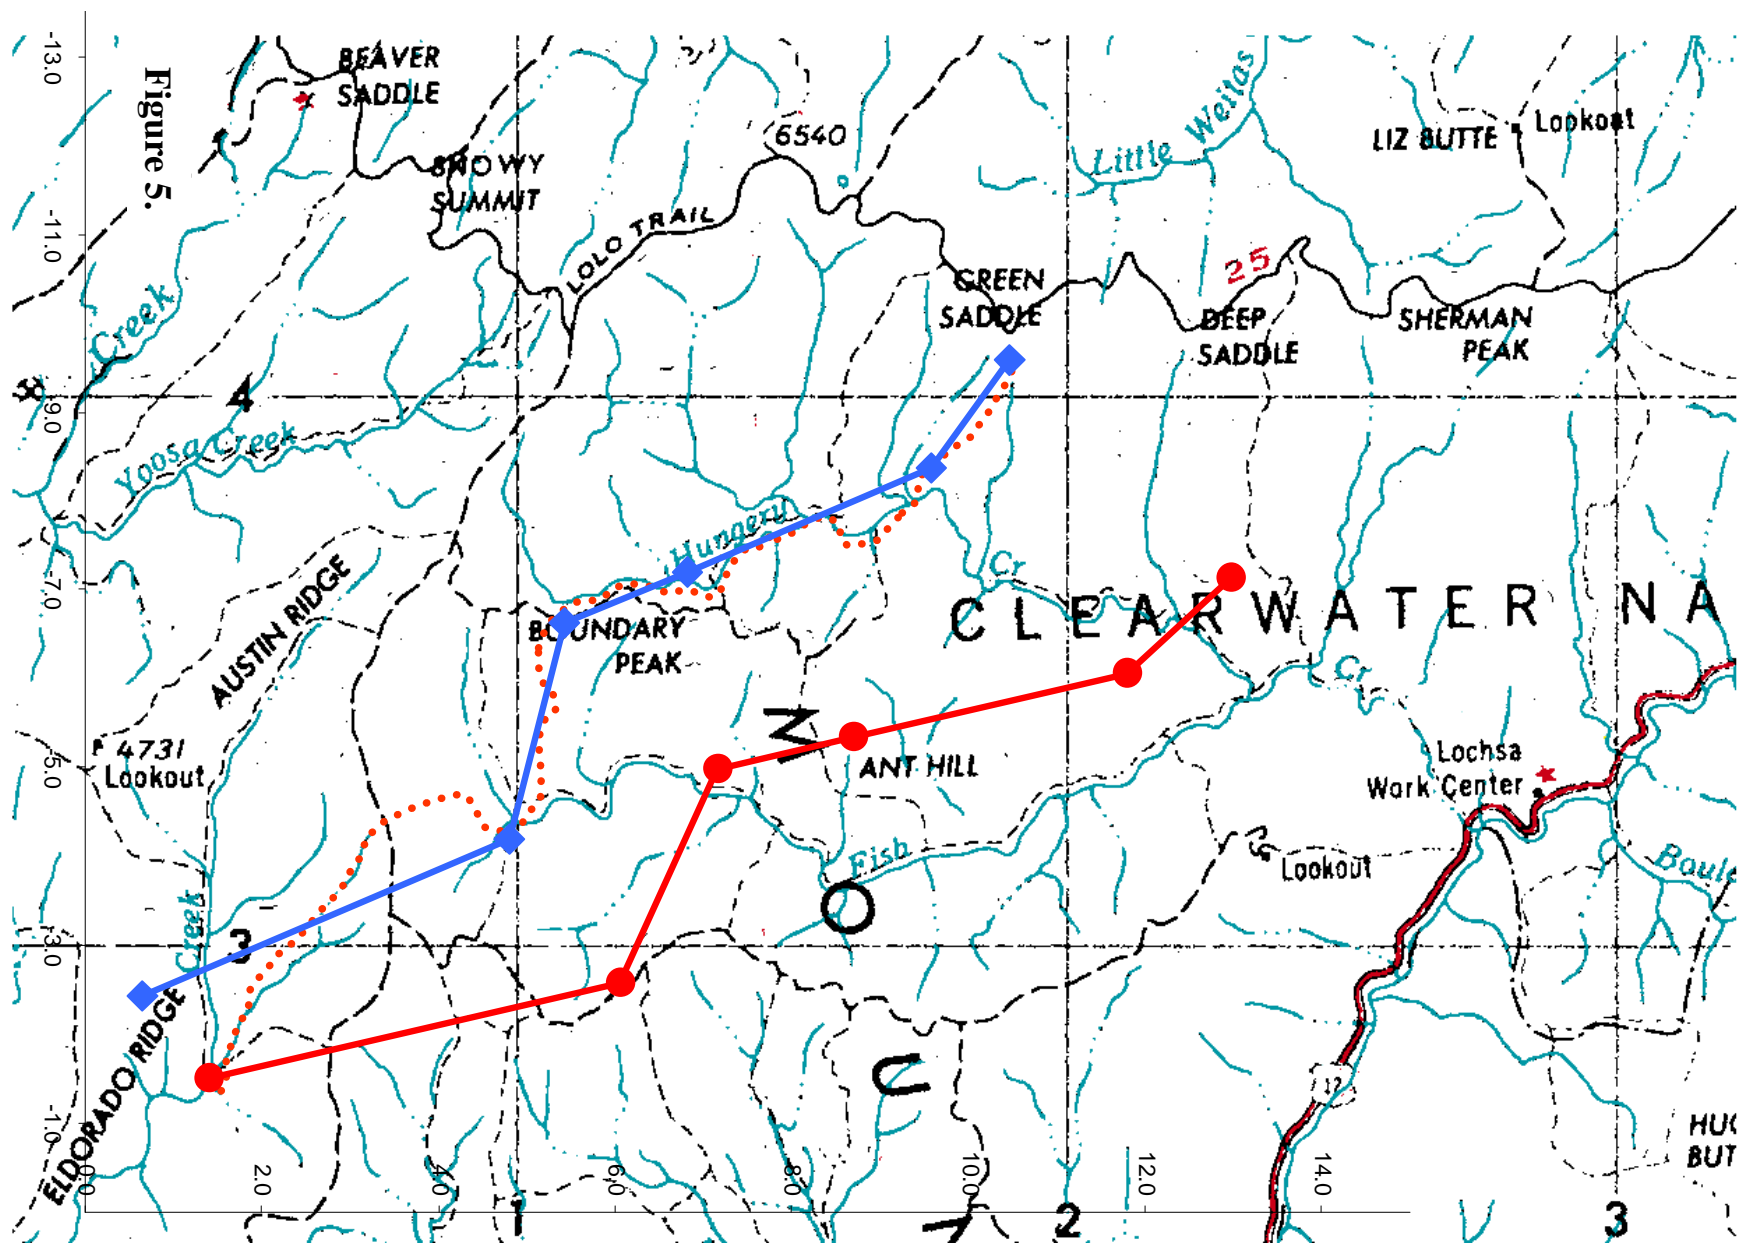 Figure 5.
BEAVER
SADDLE
SNOWY
SUMMIT
6540
LOLO TRAIL
Little Weitas
LIZ BUTTE
Lookout
25
GREEN
SADDLE
DEEP
SADDLE
SHERMAN
PEAK
Creek
4
Yoosa Creek
Hungery
Cr
AUSTIN RIDGE
BOUNDARY
PEAK
CLEARWATER NA
Cr
4731
Lookout
ANT HILL
Lochsa
Work Center
Fish
Lookout
Creek
3
M
O
U
ELDORADO RIDGE
12
1
2
3
-13.0
-11.0
-9.0
-7.0
-5.0
-3.0
-1.0
0.0
2.0
4.0
6.0
8.0
10.0
12.0
14.0